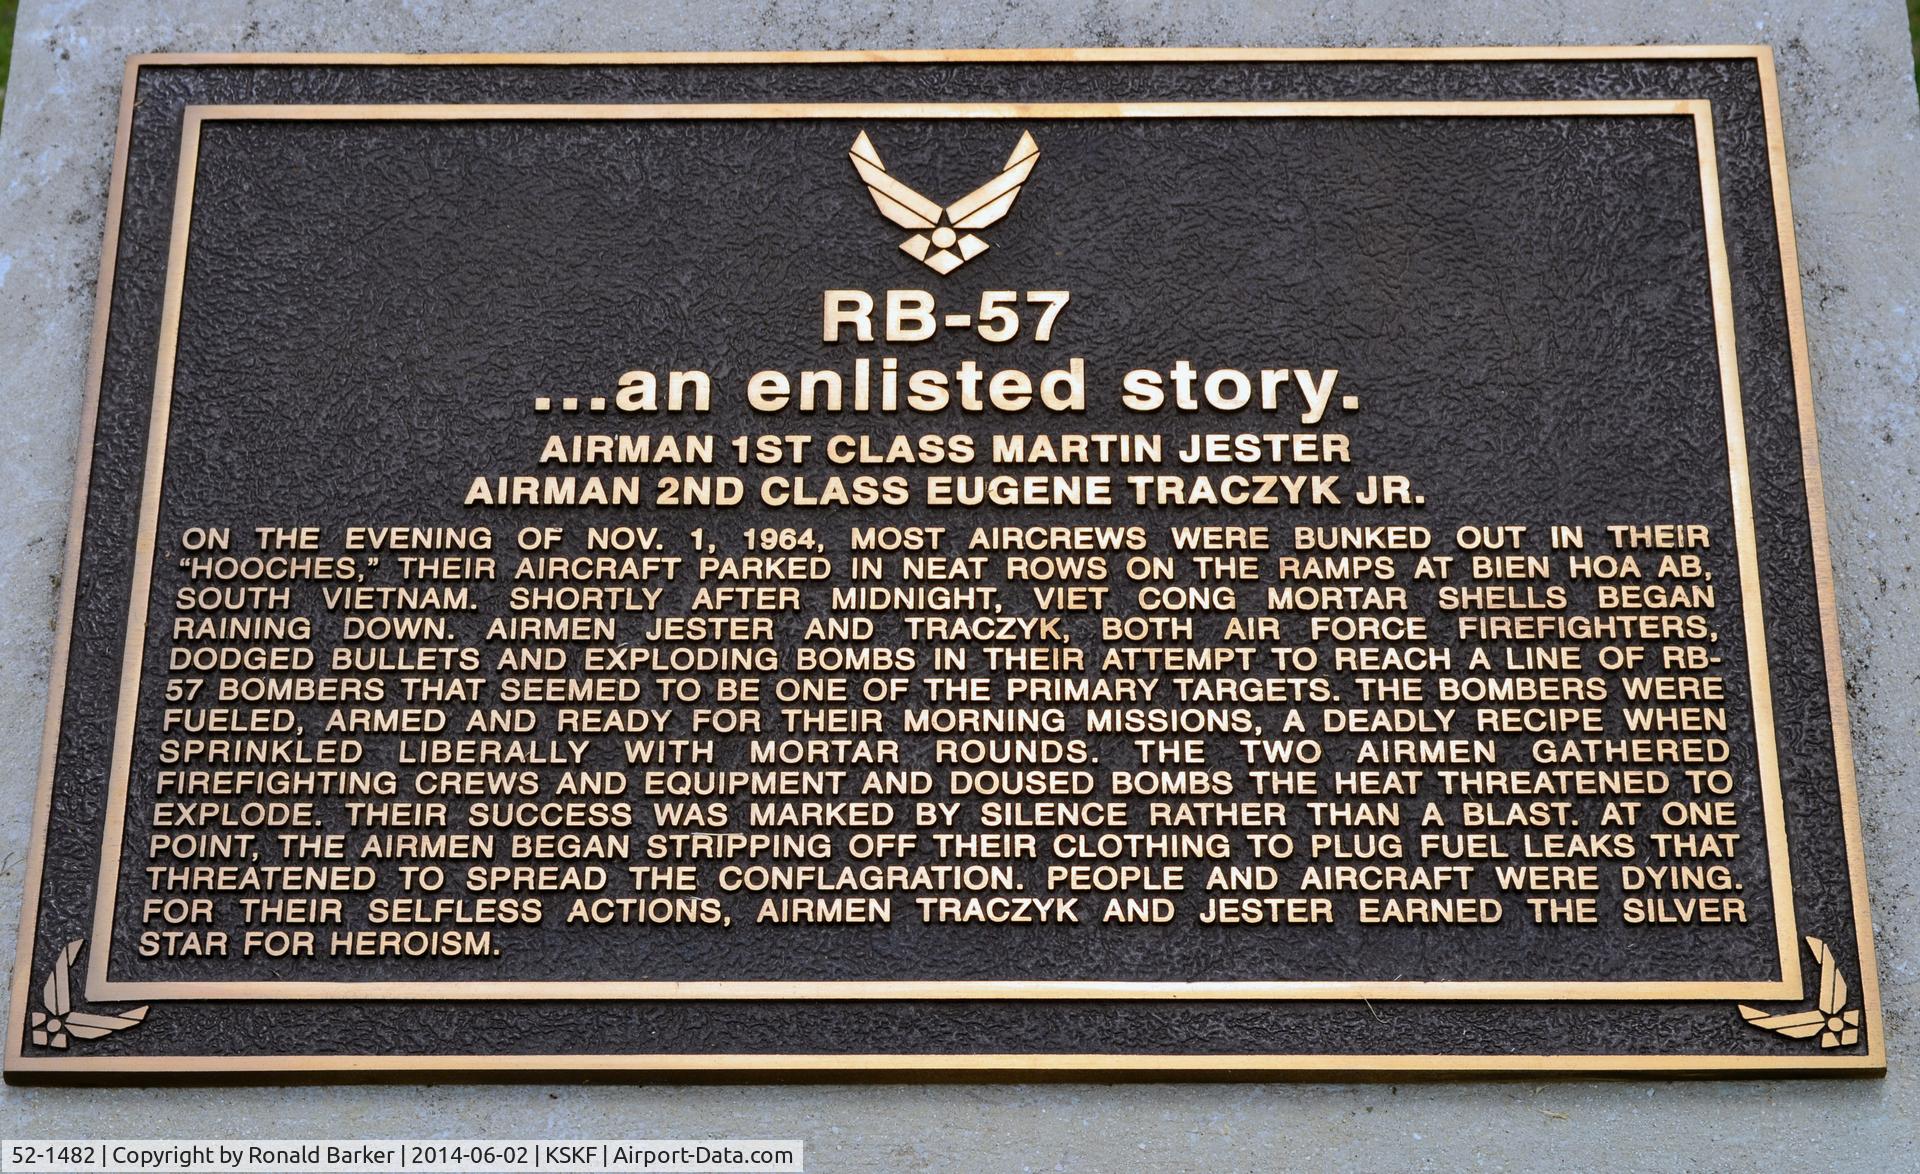 RB-57
...an enlisted story.
AIRMAN 1ST CLASS MARTIN JESTER
AIRMAN 2ND CLASS EUGENE TRACZYK JR.
ON THE EVENING OF NOV. 1, 1964, MOST AIRCREWS WERE BUNKED OUT IN THEIR
“HOOCHES,” THEIR AIRCRAFT PARKED IN NEAT ROWS ON THE RAMPS AT BIEN HOA AB,
SOUTH VIETNAM. SHORTLY AFTER MIDNIGHT, VIET CONG MORTAR SHELLS BEGAN
RAINING DOWN. AIRMEN JESTER AND TRACZYK, BOTH AIR FORCE FIREFIGHTERS,
DODGED BULLETS AND EXPLODING BOMBS IN THEIR ATTEMPT TO REACH A LINE OF RB-
57 BOMBERS THAT SEEMED TO BE ONE OF THE PRIMARY TARGETS. THE BOMBERS WERE
FUELED, ARMED AND READY FOR THEIR MORNING MISSIONS, A DEADLY RECIPE WHEN
SPRINKLED LIBERALLY WITH MORTAR ROUNDS. THE TWO AIRMEN GATHERED
FIREFIGHTING CREWS AND EQUIPMENT AND DOUSED BOMBS THE HEAT THREATENED TO
EXPLODE. THEIR SUCCESS WAS MARKED BY SILENCE RATHER THAN A BLAST. AT ONE
POINT, THE AIRMEN BEGAN STRIPPING OFF THEIR CLOTHING TO PLUG FUEL LEAKS THAT
THREATENED TO SPREAD THE CONFLAGRATION. PEOPLE AND AIRCRAFT WERE DYING.
FOR THEIR SELFLESS ACTIONS, AIRMEN TRACZYK AND JESTER EARNED THE SILVER
STAR FOR HEROISM.
52-1482 | Copyright by Ronald Barker | 2014-06-02 | KSKF | Airport-Data.com